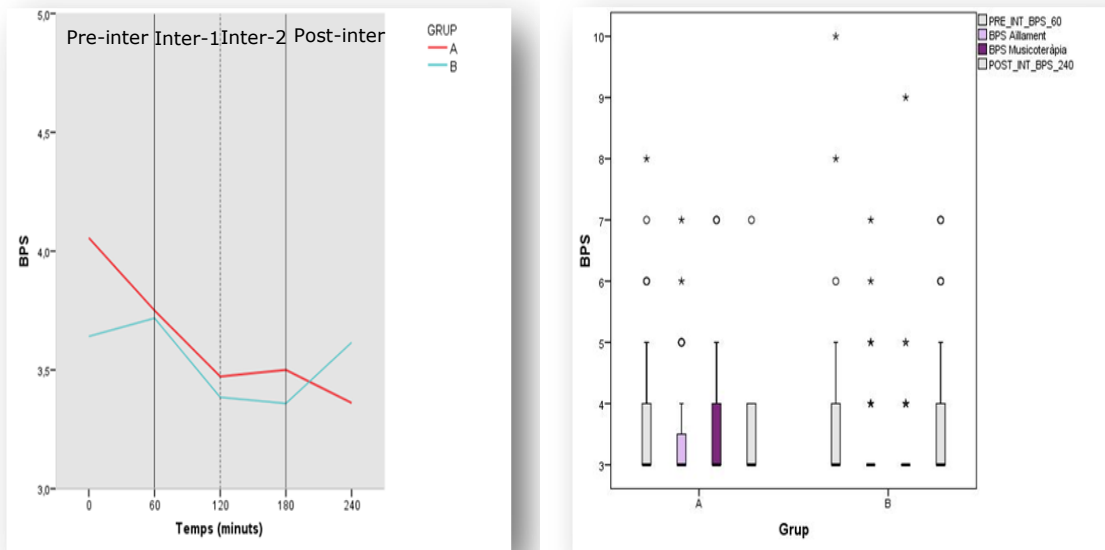 5,0
Pre-inter Inter-1 Inter-2 Post-inter
4,5
4,0
3,5
3,0
BPS
0 60 120 180 240
Temps (minuts)
GRUP
A
B
10
9
8
7
6
5
4
3
BPS
A B
Grup
PRE_INT_BPS_60
BPS Aïllament
BPS Musicoteràpia
POST_INT_BPS_240